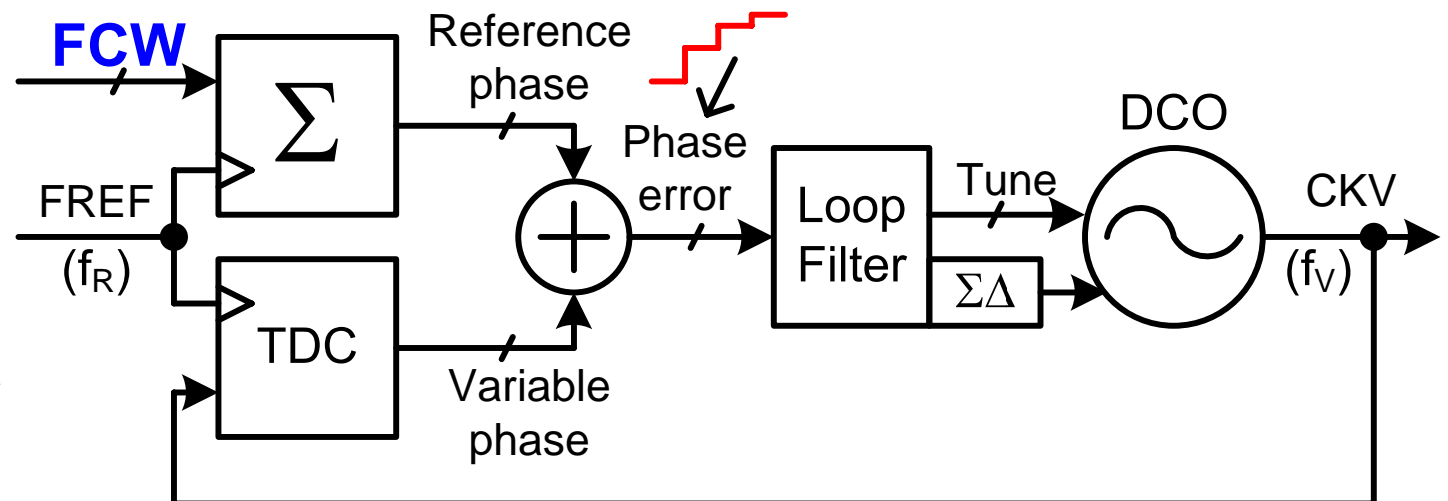 FCW
Σ
Reference
phase
Phase
error
DCO
FREF
(fR)
Loop
Filter
Tune
ΣΔ
CKV
(fV)
TDC
Variable
phase